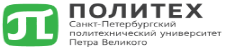 ПОЛИТЕХ
Санкт-Петербургский
политехнический университет
Петра Великого